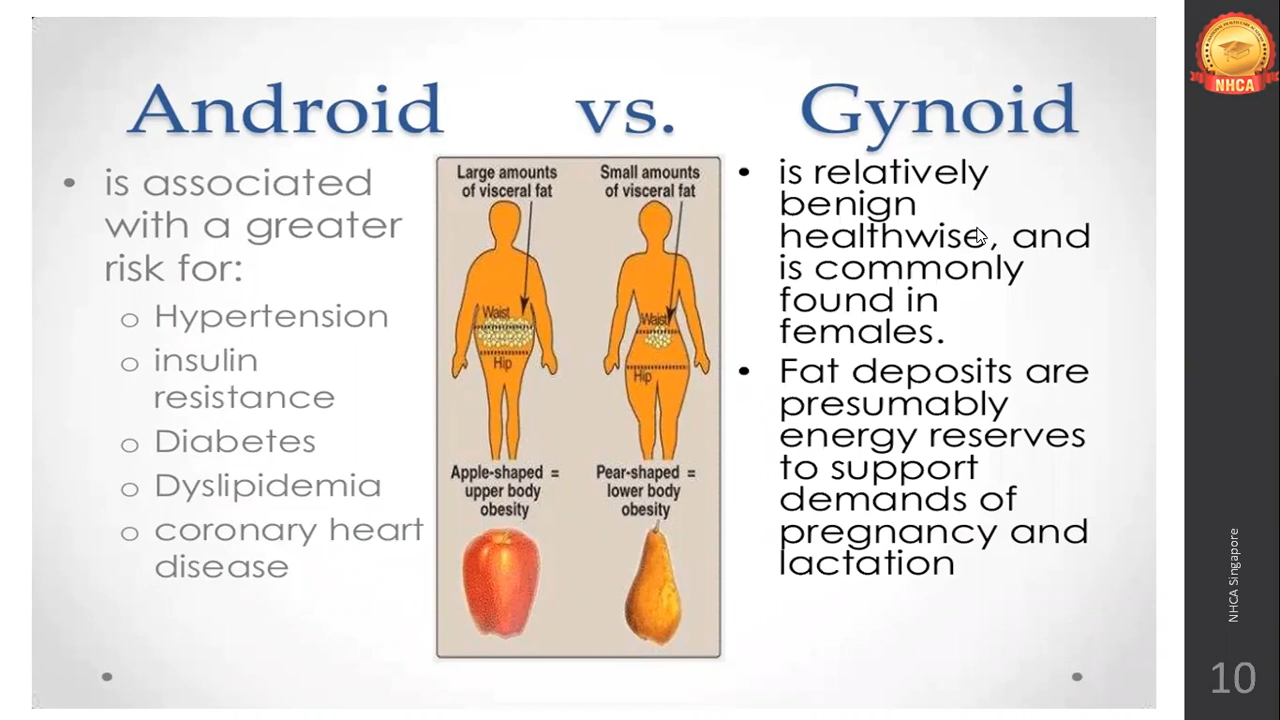 Android vs. Gynoid
• is associated
with a greater
risk for:
o Hypertension
o insulin
resistance
o Diabetes
o Dyslipidemia
o coronary heart
disease
Large amounts
of visceral fat
Waist
Hip
Apple-shaped =
upper body
obesity
Small amounts
of visceral fat
Waist
Hip
Pear-shaped =
lower body
obesity
• is relatively
benign
healthwise, and
is commonly
found in
females.
• Fat deposits are
presumably
energy reserves
to support
demands of
pregnancy and
lactation
NHCA
NHCA Singapore
10